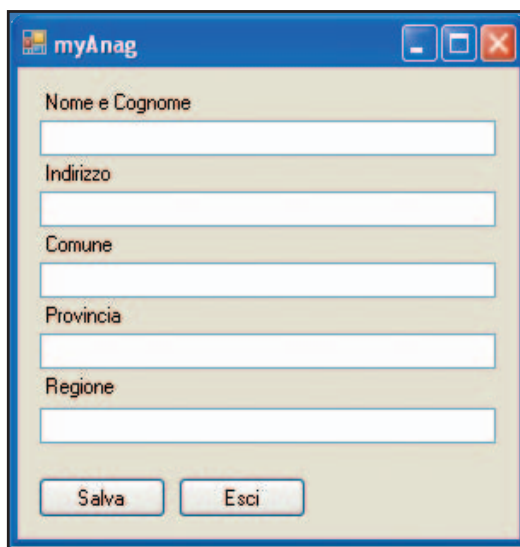 myAnag
Nome e Cognome
Indirizzo
Comune
Provincia
Regione
Salva Esci